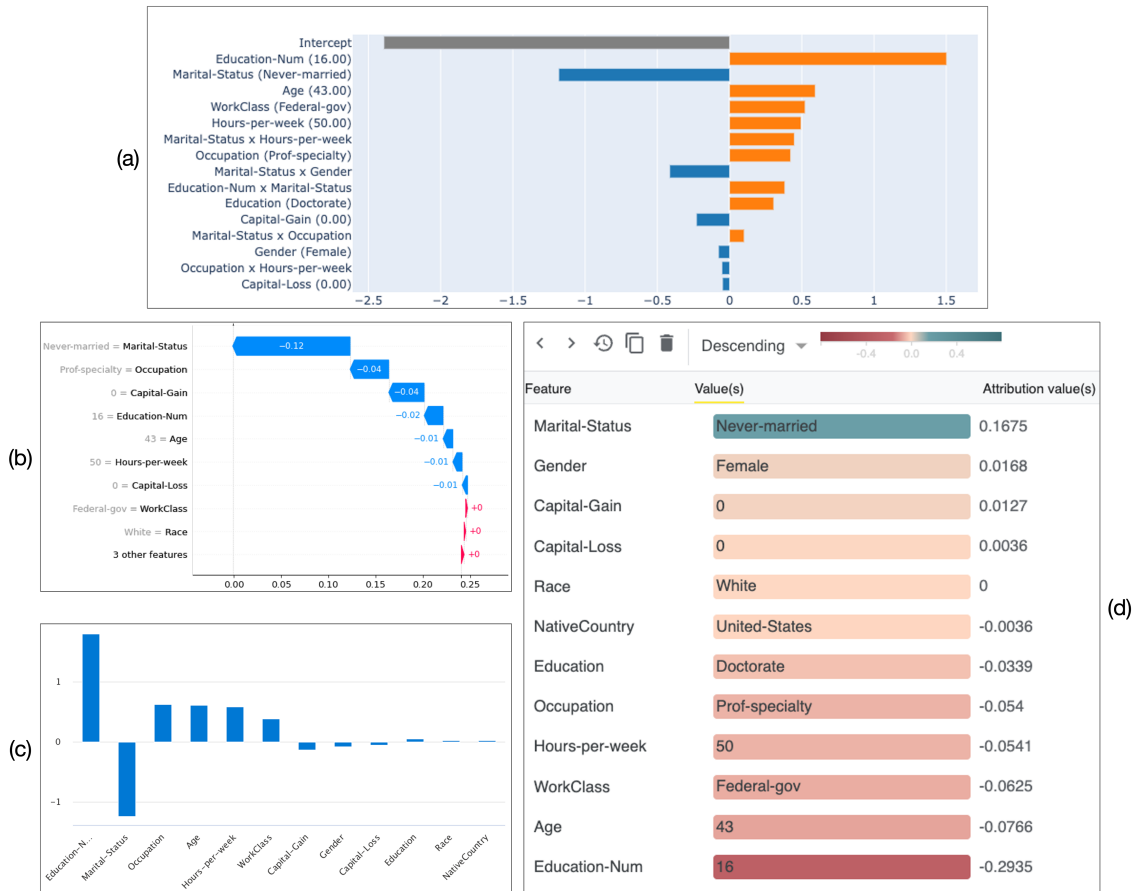 (a)
Intercept
Education-Num (16.00)
Marital-Status (Never-married)
Age (43.00)
WorkClass (Federal-gov)
Hours-per-week (50.00)
Marital-Status x Hours-per-week
Occupation (Prof-specialty)
Marital-Status x Gender
Education-Num x Marital-Status
Education (Doctorate)
Capital-Gain (0.00)
Marital-Status x Occupation
Gender (Female)
Occupation x Hours-per-week
Capital-Loss (0.00)
−2.5 −2 −1.5 −1 −0.5 0 0.5 1 1.5
(b)
Never-married = Marital-Status −0.12
Prof-specialty = Occupation −0.04
0 = Capital-Gain −0.04
16 = Education-Num −0.02
43 = Age −0.01
50 = Hours-per-week −0.01
0 = Capital-Loss −0.01
Federal-gov = WorkClass +0
White = Race +0
3 other features +0
0.00 0.05 0.10 0.15 0.20 0.25
(c)
1
0
−1
Education-N... Marital-Status Occupation Age Hours-per-week WorkClass Capital-Gain Gender Capital-Loss Education Race NativeCountry
(d)
Descending -0.4 0.0 0.4
Feature Value(s) Attribution value(s)
Marital-Status Never-married 0.1675
Gender Female 0.0168
Capital-Gain 0 0.0127
Capital-Loss 0 0.0036
Race White 0
NativeCountry United-States -0.0036
Education Doctorate -0.0339
Occupation Prof-specialty -0.054
Hours-per-week 50 -0.0541
WorkClass Federal-gov -0.0625
Age 43 -0.0766
Education-Num 16 -0.2935